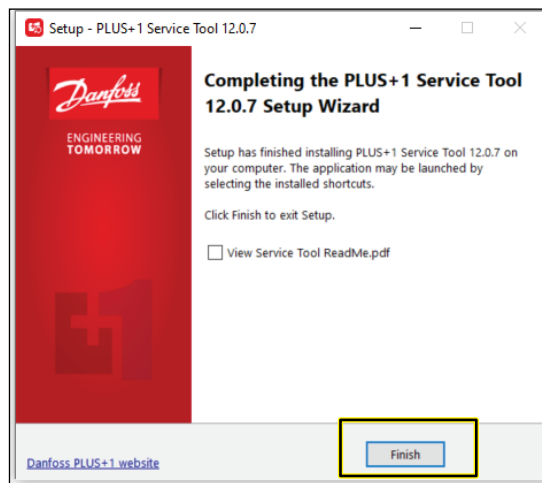 Setup - PLUS+1 Service Tool 12.0.7
Danfoss
ENGINEERING
TOMORROW
Completing the PLUS+1 Service Tool
12.0.7 Setup Wizard
Setup has finished installing PLUS+1 Service Tool 12.0.7 on
your computer. The application may be launched by
selecting the installed shortcuts.
Click Finish to exit Setup.
View Service Tool ReadMe.pdf
+1
Danfoss PLUS+1 website
Finish